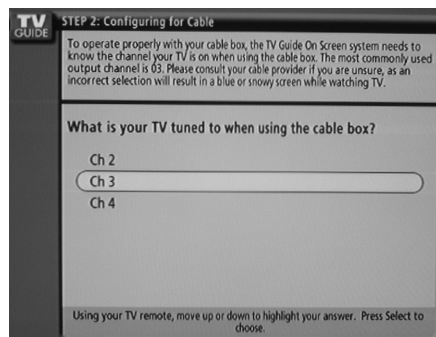 TV
GUIDE
STEP 2: Configuring for Cable
To operate properly with your cable box, the TV Guide On Screen system needs to
know the channel your TV is on when using the cable box. The most commonly used
output channel is 03. Please consult your cable provider if you are unsure, as an
incorrect selection will result in a blue or snowy screen while watching TV.
What is your TV tuned to when using the cable box?
Ch 2
Ch 3
Ch 4
Using your TV remote, move up or down to highlight your answer. Press Select to
choose.